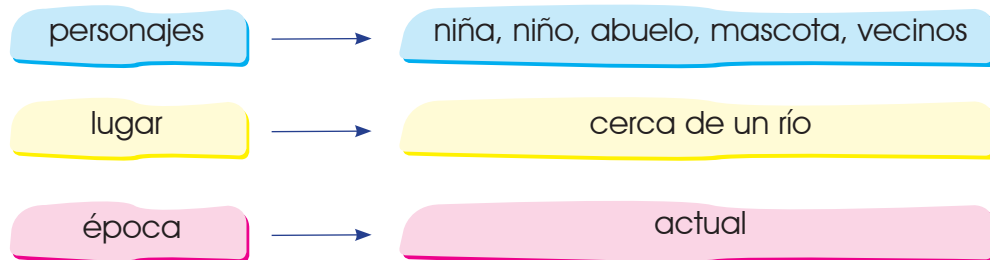 personajes niña, niño, abuelo, mascota, vecinos
lugar cerca de un río
época actual